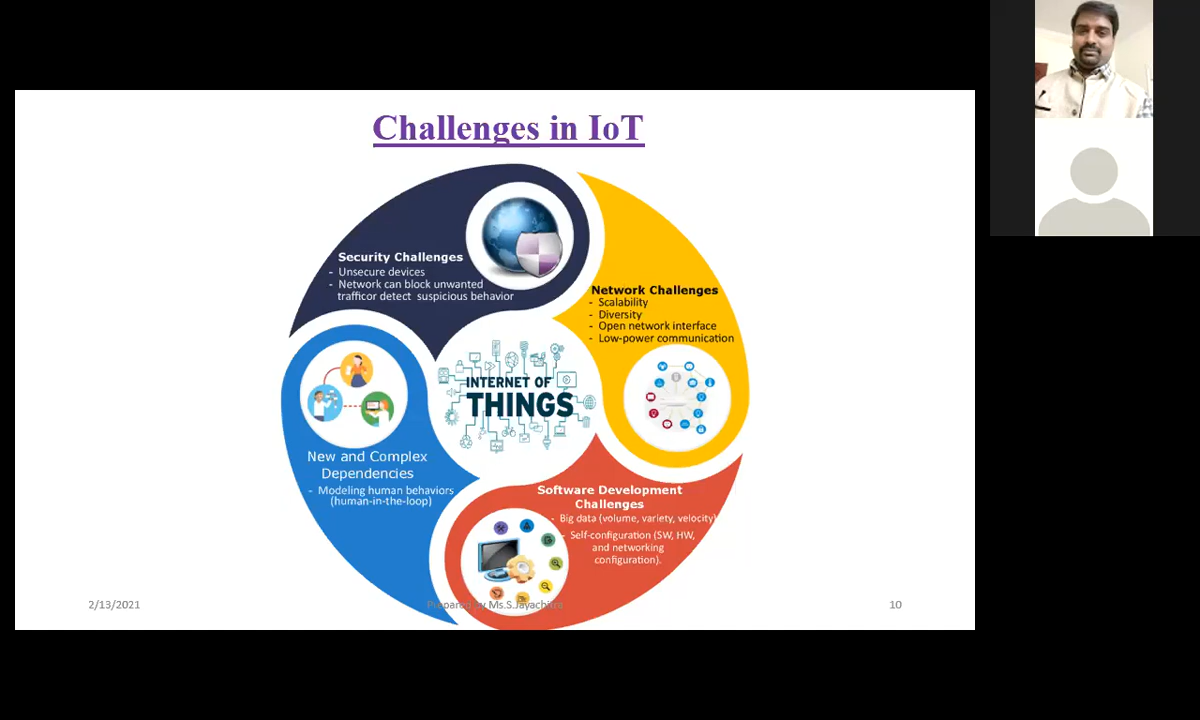 Challenges in IoT
Security Challenges
- Unsecure devices
- Network can block unwanted
trafficor detect suspicious behavior
Network Challenges
- Scalability
- Diversity
- Open network interface
- Low-power communication
INTERNET OF
THINGS
New and Complex
Dependencies
- Modeling human behaviors
(human-in-the-loop)
Software Development
Challenges
- Big data (volume, variety, velocity)
- Self-configuration (SW, HW,
and networking
configuration).
2/13/2021
Prepared by Ms.S.
10